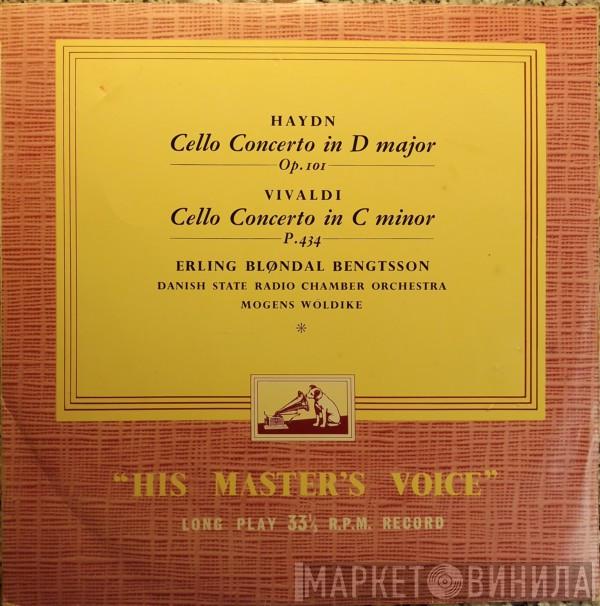 HAYDN
Cello Concerto in D major
Op. 101
VIVALDI
Cello Concerto in C minor
P. 434
ERLING BLØNDAL BENGTSSON
DANISH STATE RADIO CHAMBER ORCHESTRA
MOGENS WOLDIKE
"HIS MASTER'S VOICE"
LONG PLAY 33⅓ R.P.M. RECORD
МАРКЕТ ВИНИЛА